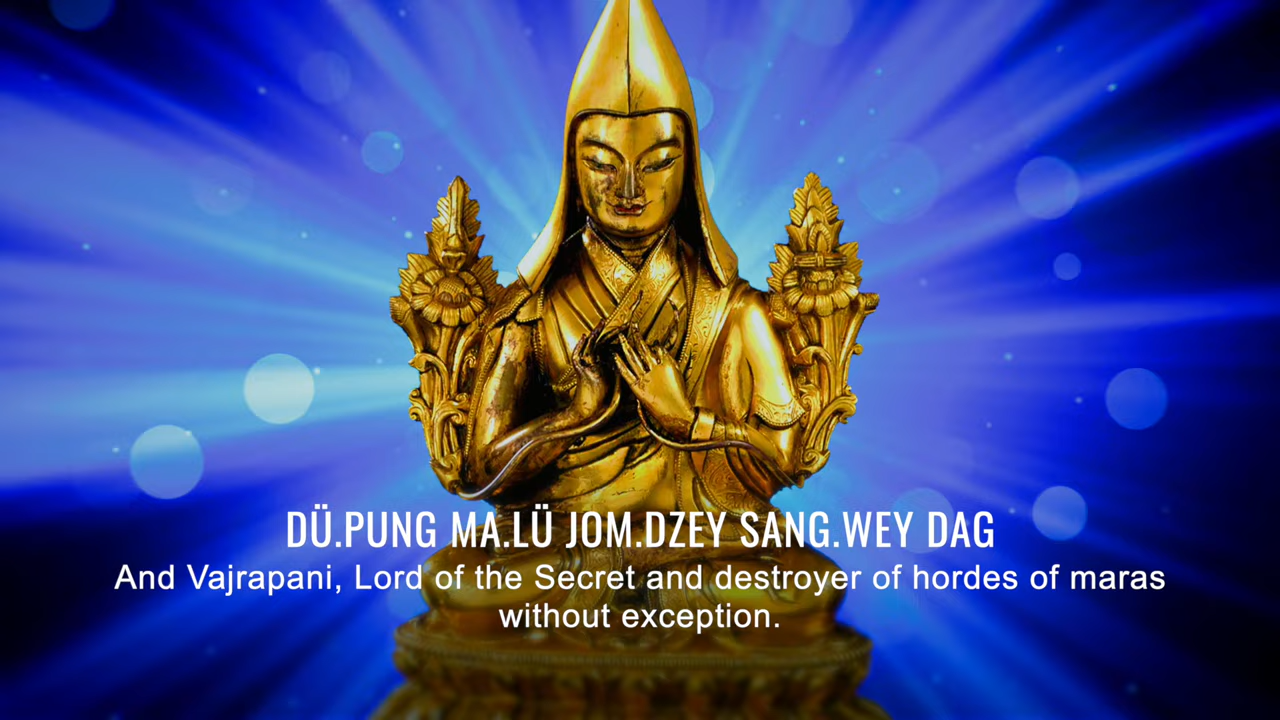 DÜ.PUNG MA.LÜ JOM.DZEY SANG.WEY DAG
And Vajrapani, Lord of the Secret and destroyer of hordes of maras
without exception.